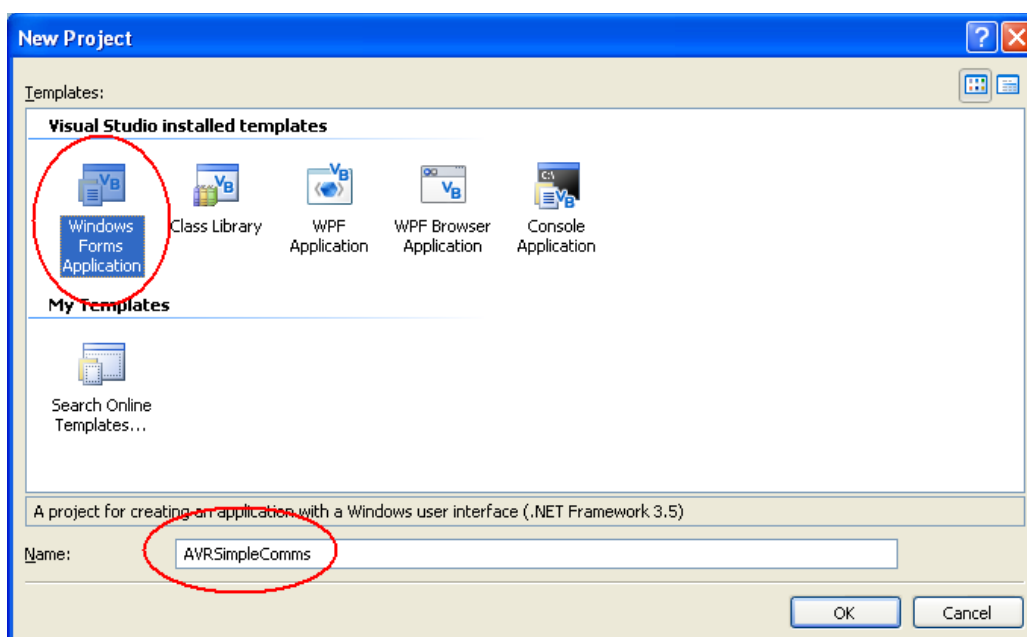 New Project
Templates:
Visual Studio installed templates
Windows Forms Application
Class Library
WPF Application
WPF Browser Application
Console Application
My Templates
Search Online Templates...
A project for creating an application with a Windows user interface (.NET Framework 3.5)
Name:
AVRSimpleComms
OK
Cancel